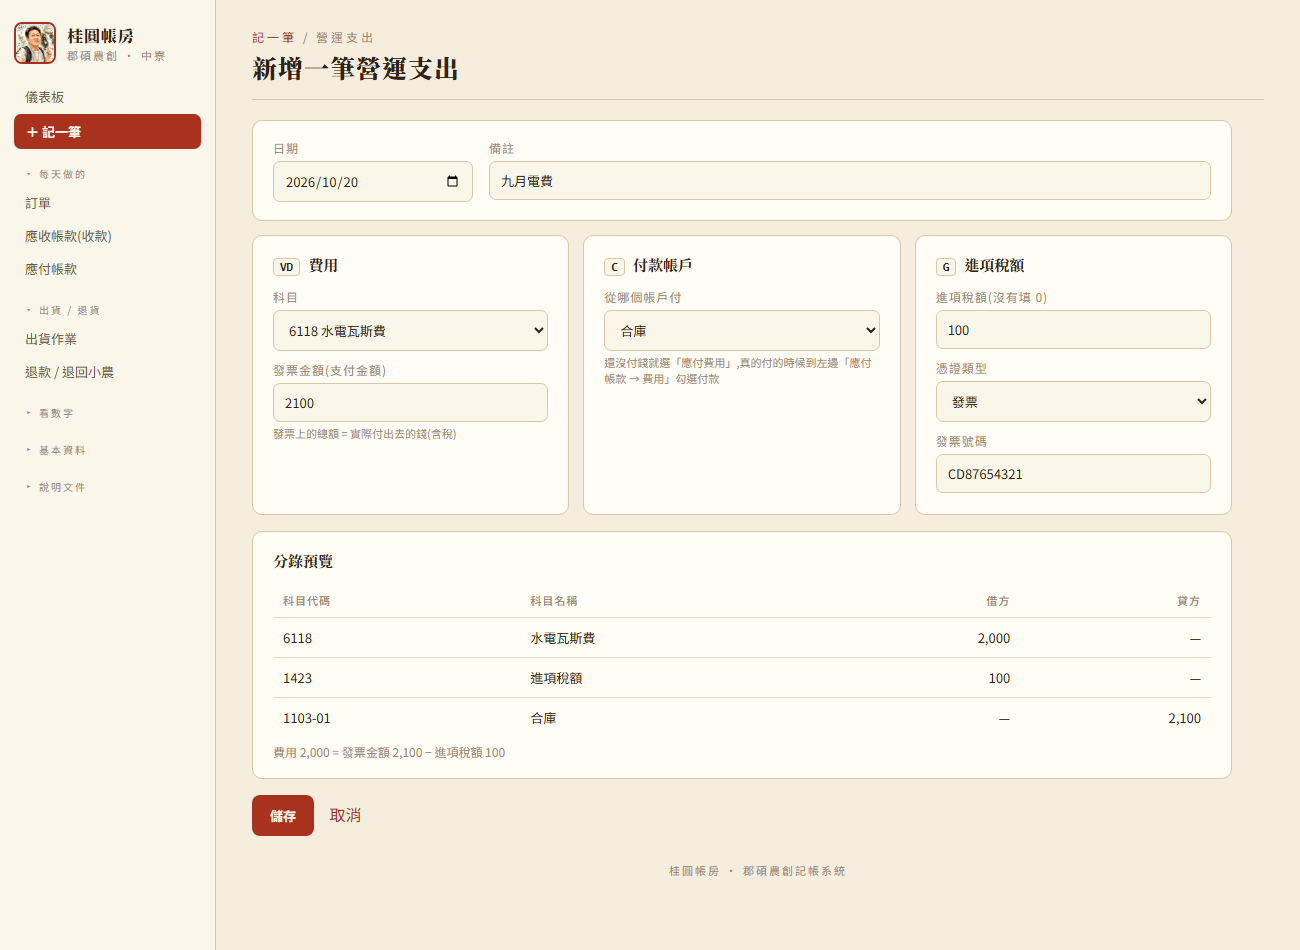 桂圓帳房
郡碩農創 · 中寮
儀表板
＋ 記一筆
每天做的
訂單
應收帳款(收款)
應付帳款
出貨 / 退貨
出貨作業
退款 / 退回小農
看數字
基本資料
說明文件
記一筆 / 營運支出
新增一筆營運支出
日期
備註
2026/10/20
九月電費
VD 費用
科目
6118 水電瓦斯費
發票金額(支付金額)
2100
發票上的總額 = 實際付出去的錢(含稅)
C 付款帳戶
從哪個帳戶付
合庫
還沒付錢就選「應付費用」,真的付的時候到左邊「應付
帳款 → 費用」勾選付款
G 進項稅額
進項稅額(沒有填 0)
100
憑證類型
發票
發票號碼
CD87654321
分錄預覽
科目代碼 科目名稱 借方 貸方
6118 水電瓦斯費 2,000 —
1423 進項稅額 100 —
1103-01 合庫 — 2,100
費用 2,000 = 發票金額 2,100 − 進項稅額 100
儲存 取消
桂圓帳房 · 郡碩農創記帳系統